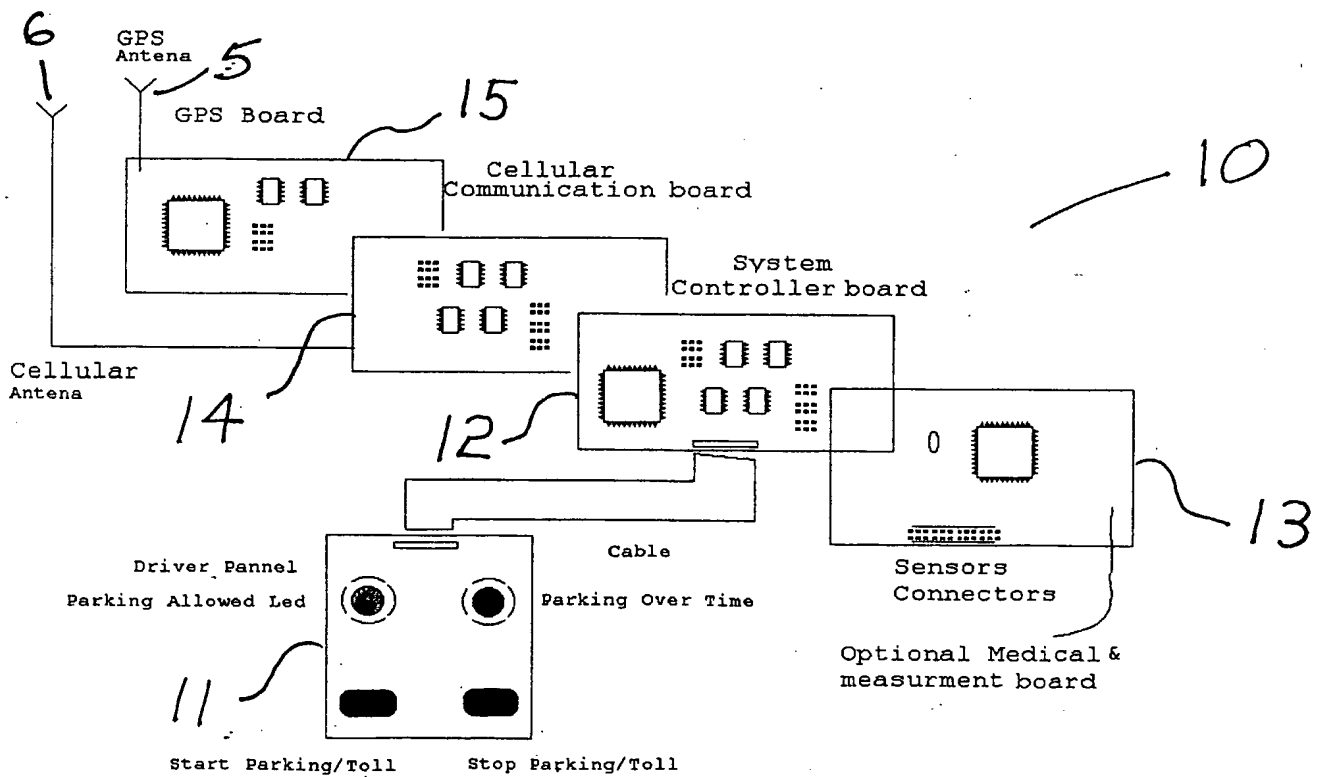 6
GPS
Antena
5
GPS Board
15
Cellular
Communication board
10
System
Controller board
Cellular
Antena
14
12
13
Cable
Driver Pannel
Parking Allowed Led
Parking Over Time
Sensors
Connectors
11
Optional Medical &
measurment board
Start Parking/Toll
Stop Parking/Toll